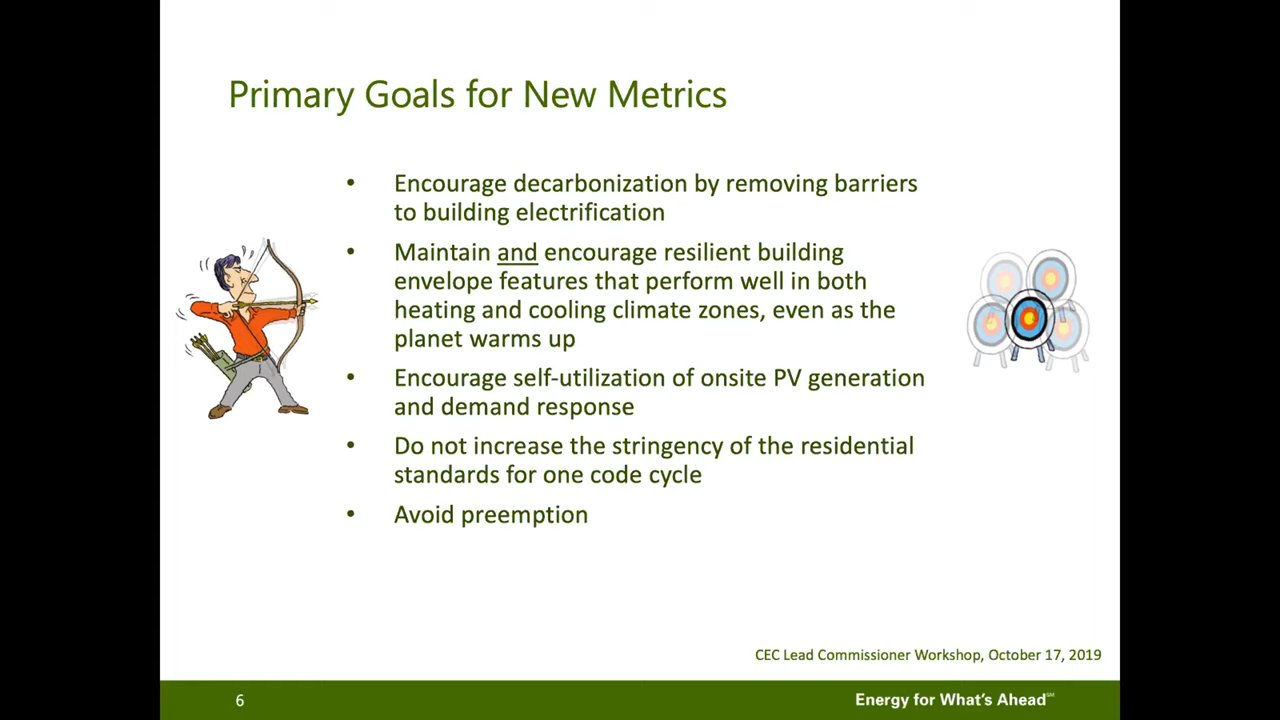 Primary Goals for New Metrics
• Encourage decarbonization by removing barriers
to building electrification
• Maintain and encourage resilient building
envelope features that perform well in both
heating and cooling climate zones, even as the
planet warms up
• Encourage self-utilization of onsite PV generation
and demand response
• Do not increase the stringency of the residential
standards for one code cycle
• Avoid preemption
CEC Lead Commissioner Workshop, October 17, 2019
6
Energy for What's Ahead℠